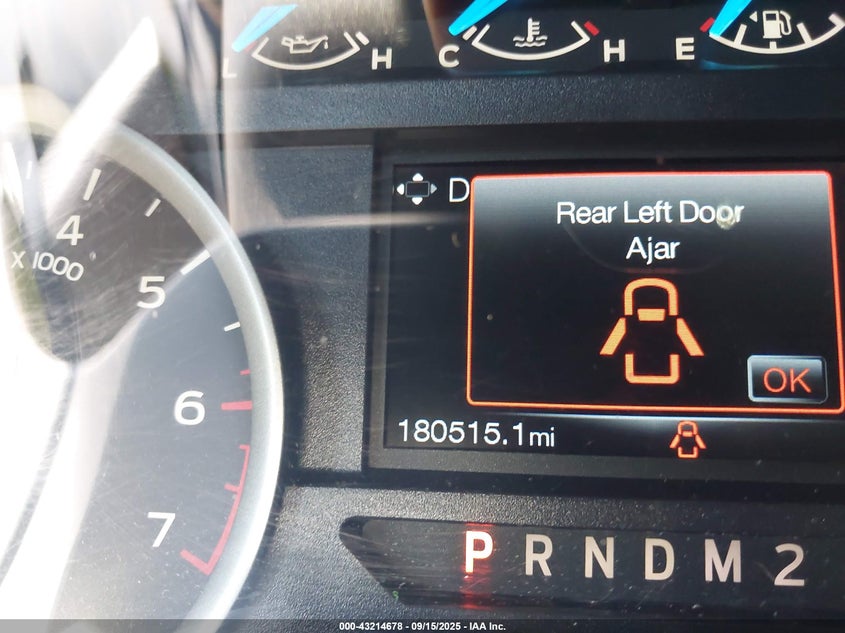 L H C H E
D
Rear Left Door
Ajar
OK
4
X 1000
5
6
7
180515.1mi
P R N D M 2
000-43214678 - 09/15/2025 - IAA Inc.